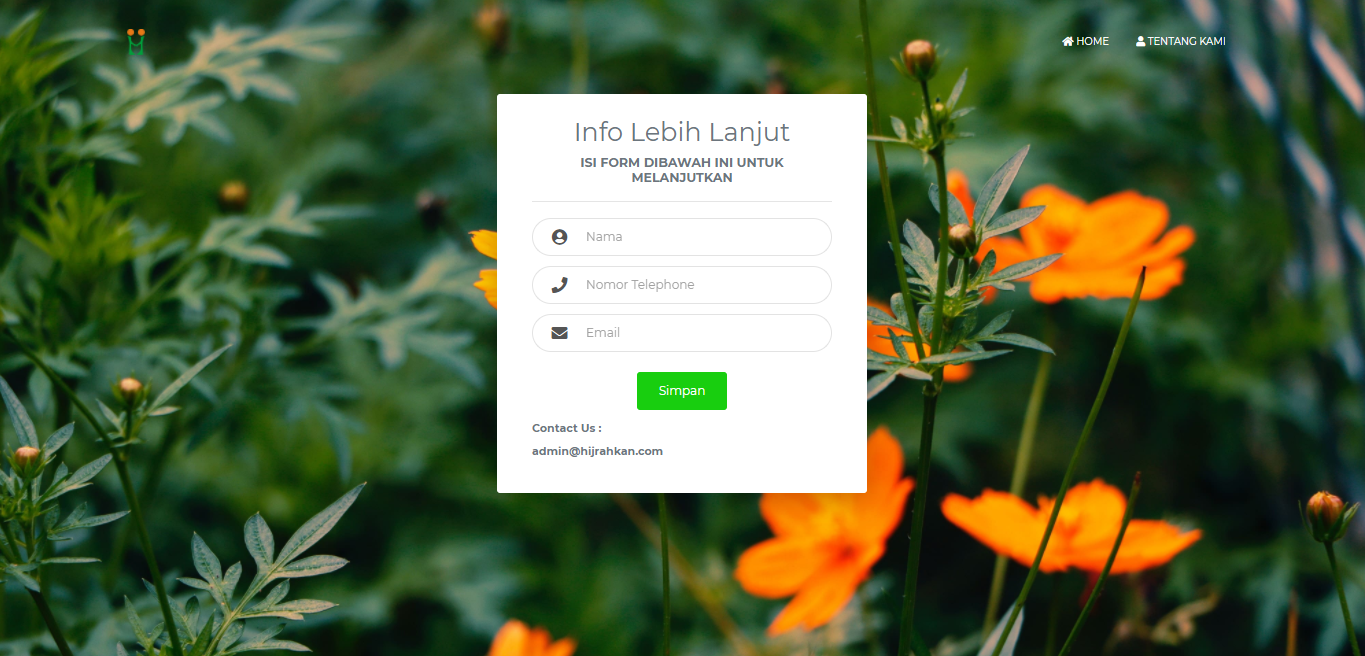 HOME
TENTANG KAMI
Info Lebih Lanjut
ISI FORM DIBAWAH INI UNTUK
MELANJUTKAN
Nama
Nomor Telephone
Email
Simpan
Contact Us :
admin@hijrahkan.com